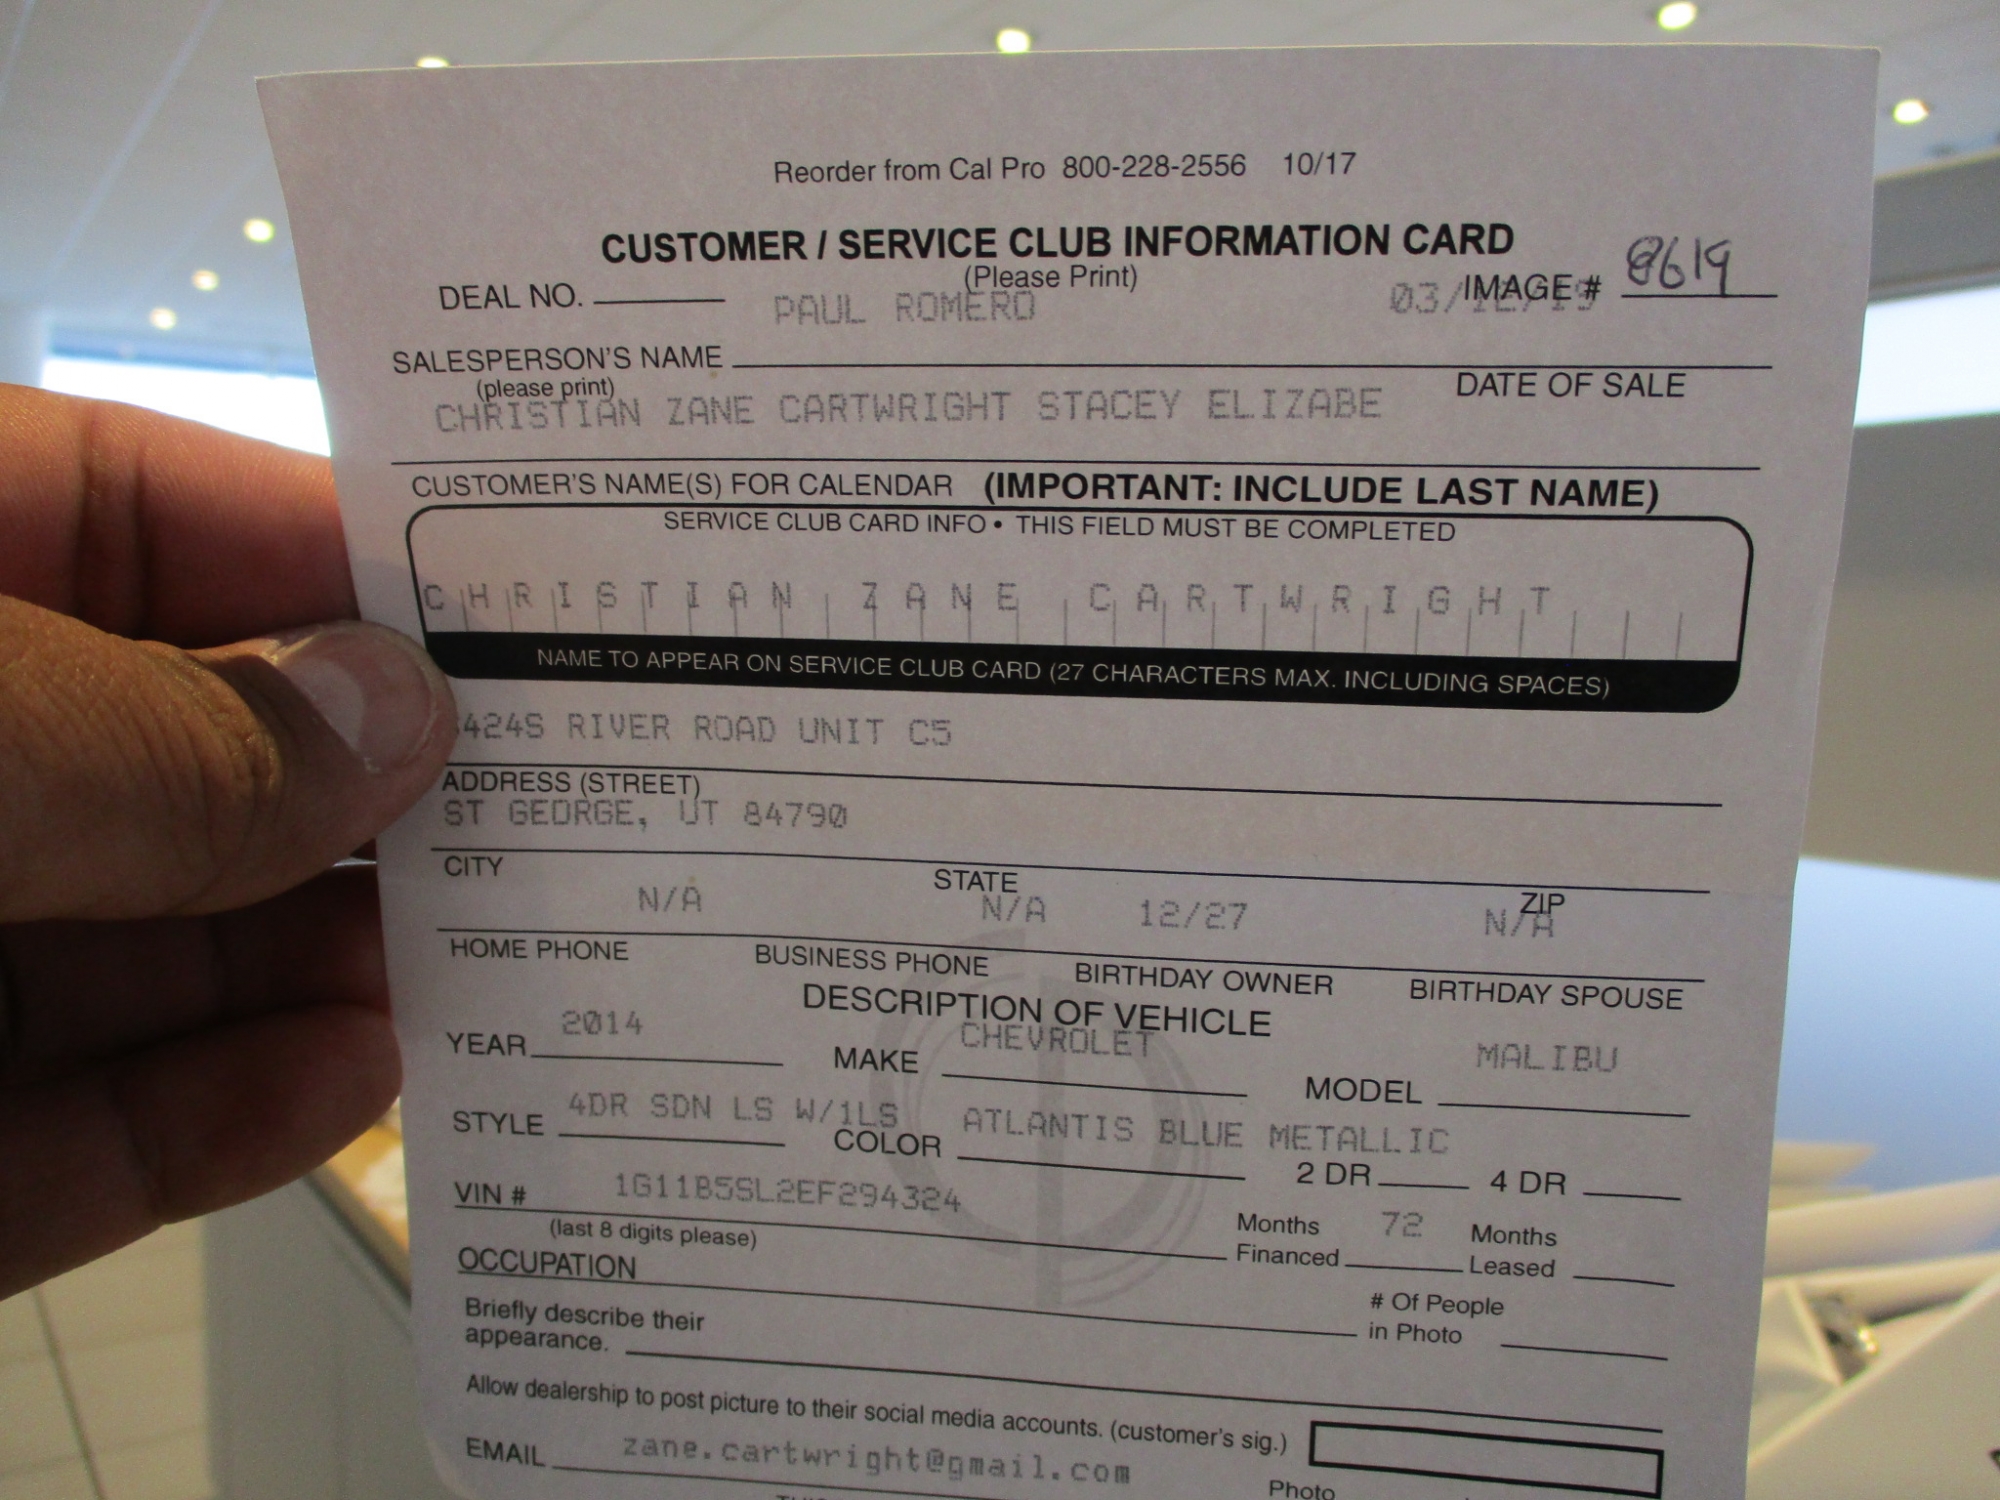 Reorder from Cal Pro 800-228-2556 10/17
CUSTOMER / SERVICE CLUB INFORMATION CARD
(Please Print)
DEAL NO. IMAGE # 8619
PAUL ROMERO
SALESPERSON'S NAME
(please print)
DATE OF SALE
CHRISTIAN ZANE CARTWRIGHT STACEY ELIZABE
CUSTOMER'S NAME(S) FOR CALENDAR (IMPORTANT: INCLUDE LAST NAME)
SERVICE CLUB CARD INFO • THIS FIELD MUST BE COMPLETED
CHRISTIAN ZANE CARTWRIGHT
NAME TO APPEAR ON SERVICE CLUB CARD (27 CHARACTERS MAX. INCLUDING SPACES)
RIVER ROAD UNIT C5
ADDRESS (STREET)
ST GEORGE, UT 84790
CITY STATE ZIP
N/A N/A 12/27 N/A
HOME PHONE BUSINESS PHONE BIRTHDAY OWNER BIRTHDAY SPOUSE
DESCRIPTION OF VEHICLE
YEAR 2014 MAKE CHEVROLET MODEL MALIBU
STYLE 4DR SDN LS W/1LS COLOR ATLANTIS BLUE METALLIC
2 DR 4 DR
VIN # 1G11B5SL2EF294324
(last 8 digits please)
Months Financed 72 Months Leased
OCCUPATION
# Of People in Photo
Briefly describe their
appearance.
Allow dealership to post picture to their social media accounts. (customer's sig.)
EMAIL zane.cartwright@gmail.com
Photo